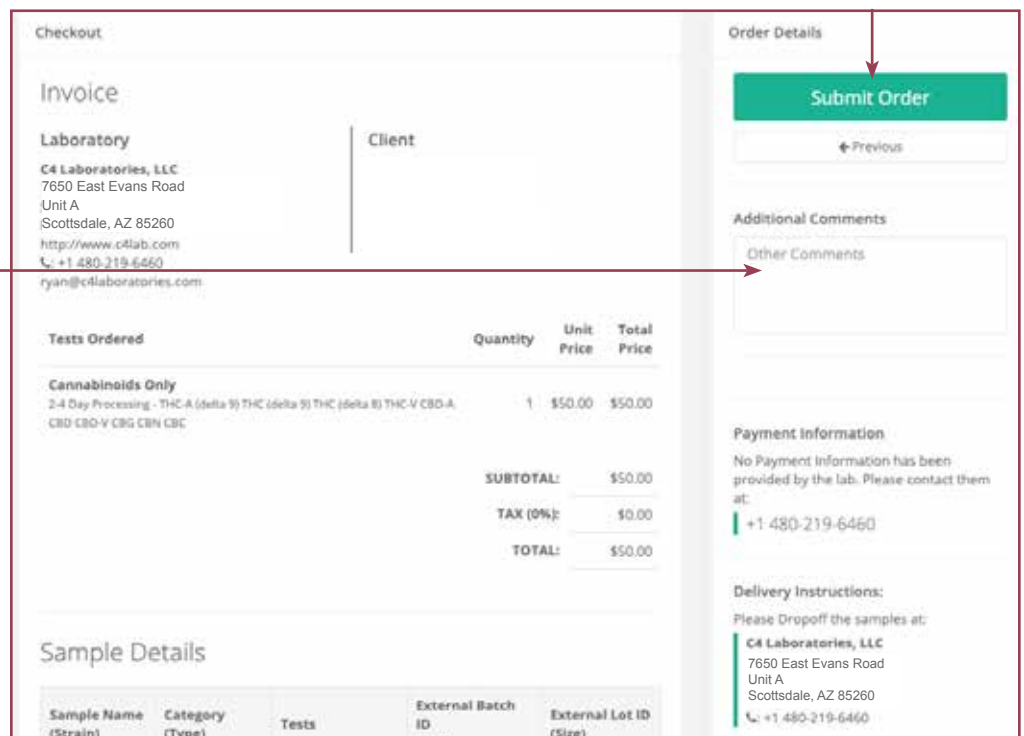 Checkout
Invoice
Laboratory
C4 Laboratories, LLC
7650 East Evans Road
Unit A
Scottsdale, AZ 85260
http://www.c4lab.com
+1 480-219-6460
ryan@c4laboratories.com
Client
Tests Ordered Quantity Unit Price Total Price
Cannabinoids Only
2-4 Day Processing - THC-A (delta 9) THC (delta 9) THC (delta 8) THC-V CBD-A 1 $50.00 $50.00
CBD CBD-V CBG CBN CBC
SUBTOTAL: $50.00
TAX (0%): $0.00
TOTAL: $50.00
Sample Details
Sample Name (Strain) Category (Type) Tests External Batch ID External Lot ID (Size)
Order Details
Submit Order
Previous
Additional Comments
Other Comments
Payment Information
No Payment Information has been
provided by the lab. Please contact them
at:
+1 480-219-6460
Delivery Instructions:
Please Dropoff the samples at:
C4 Laboratories, LLC
7650 East Evans Road
Unit A
Scottsdale, AZ 85260
+1 480-219-6460